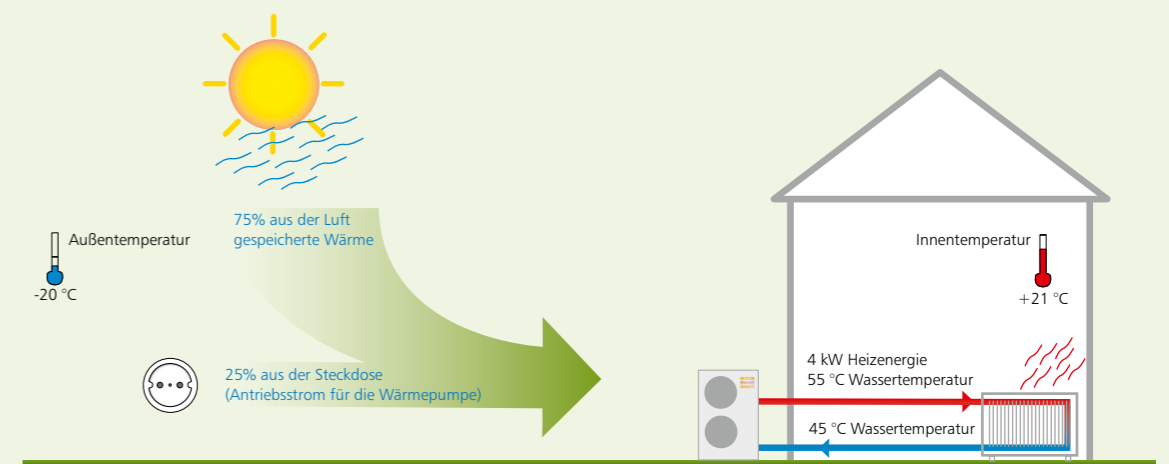 75% aus der Luft
gespeicherte Wärme
Außentemperatur
-20 °C
25% aus der Steckdose
(Antriebsstrom für die Wärmepumpe)
Innentemperatur
+21 °C
4 kW Heizenergie
55 °C Wassertemperatur
45 °C Wassertemperatur